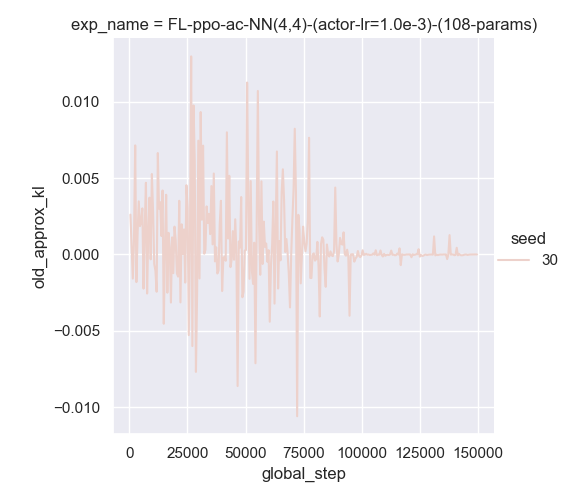 exp_name = FL-ppo-ac-NN(4,4)-(actor-lr=1.0e-3)-(108-params)
0.010
0.005
0.000
−0.005
−0.010
old_approx_kl
0 25000 50000 75000 100000 125000 150000
global_step
seed
30